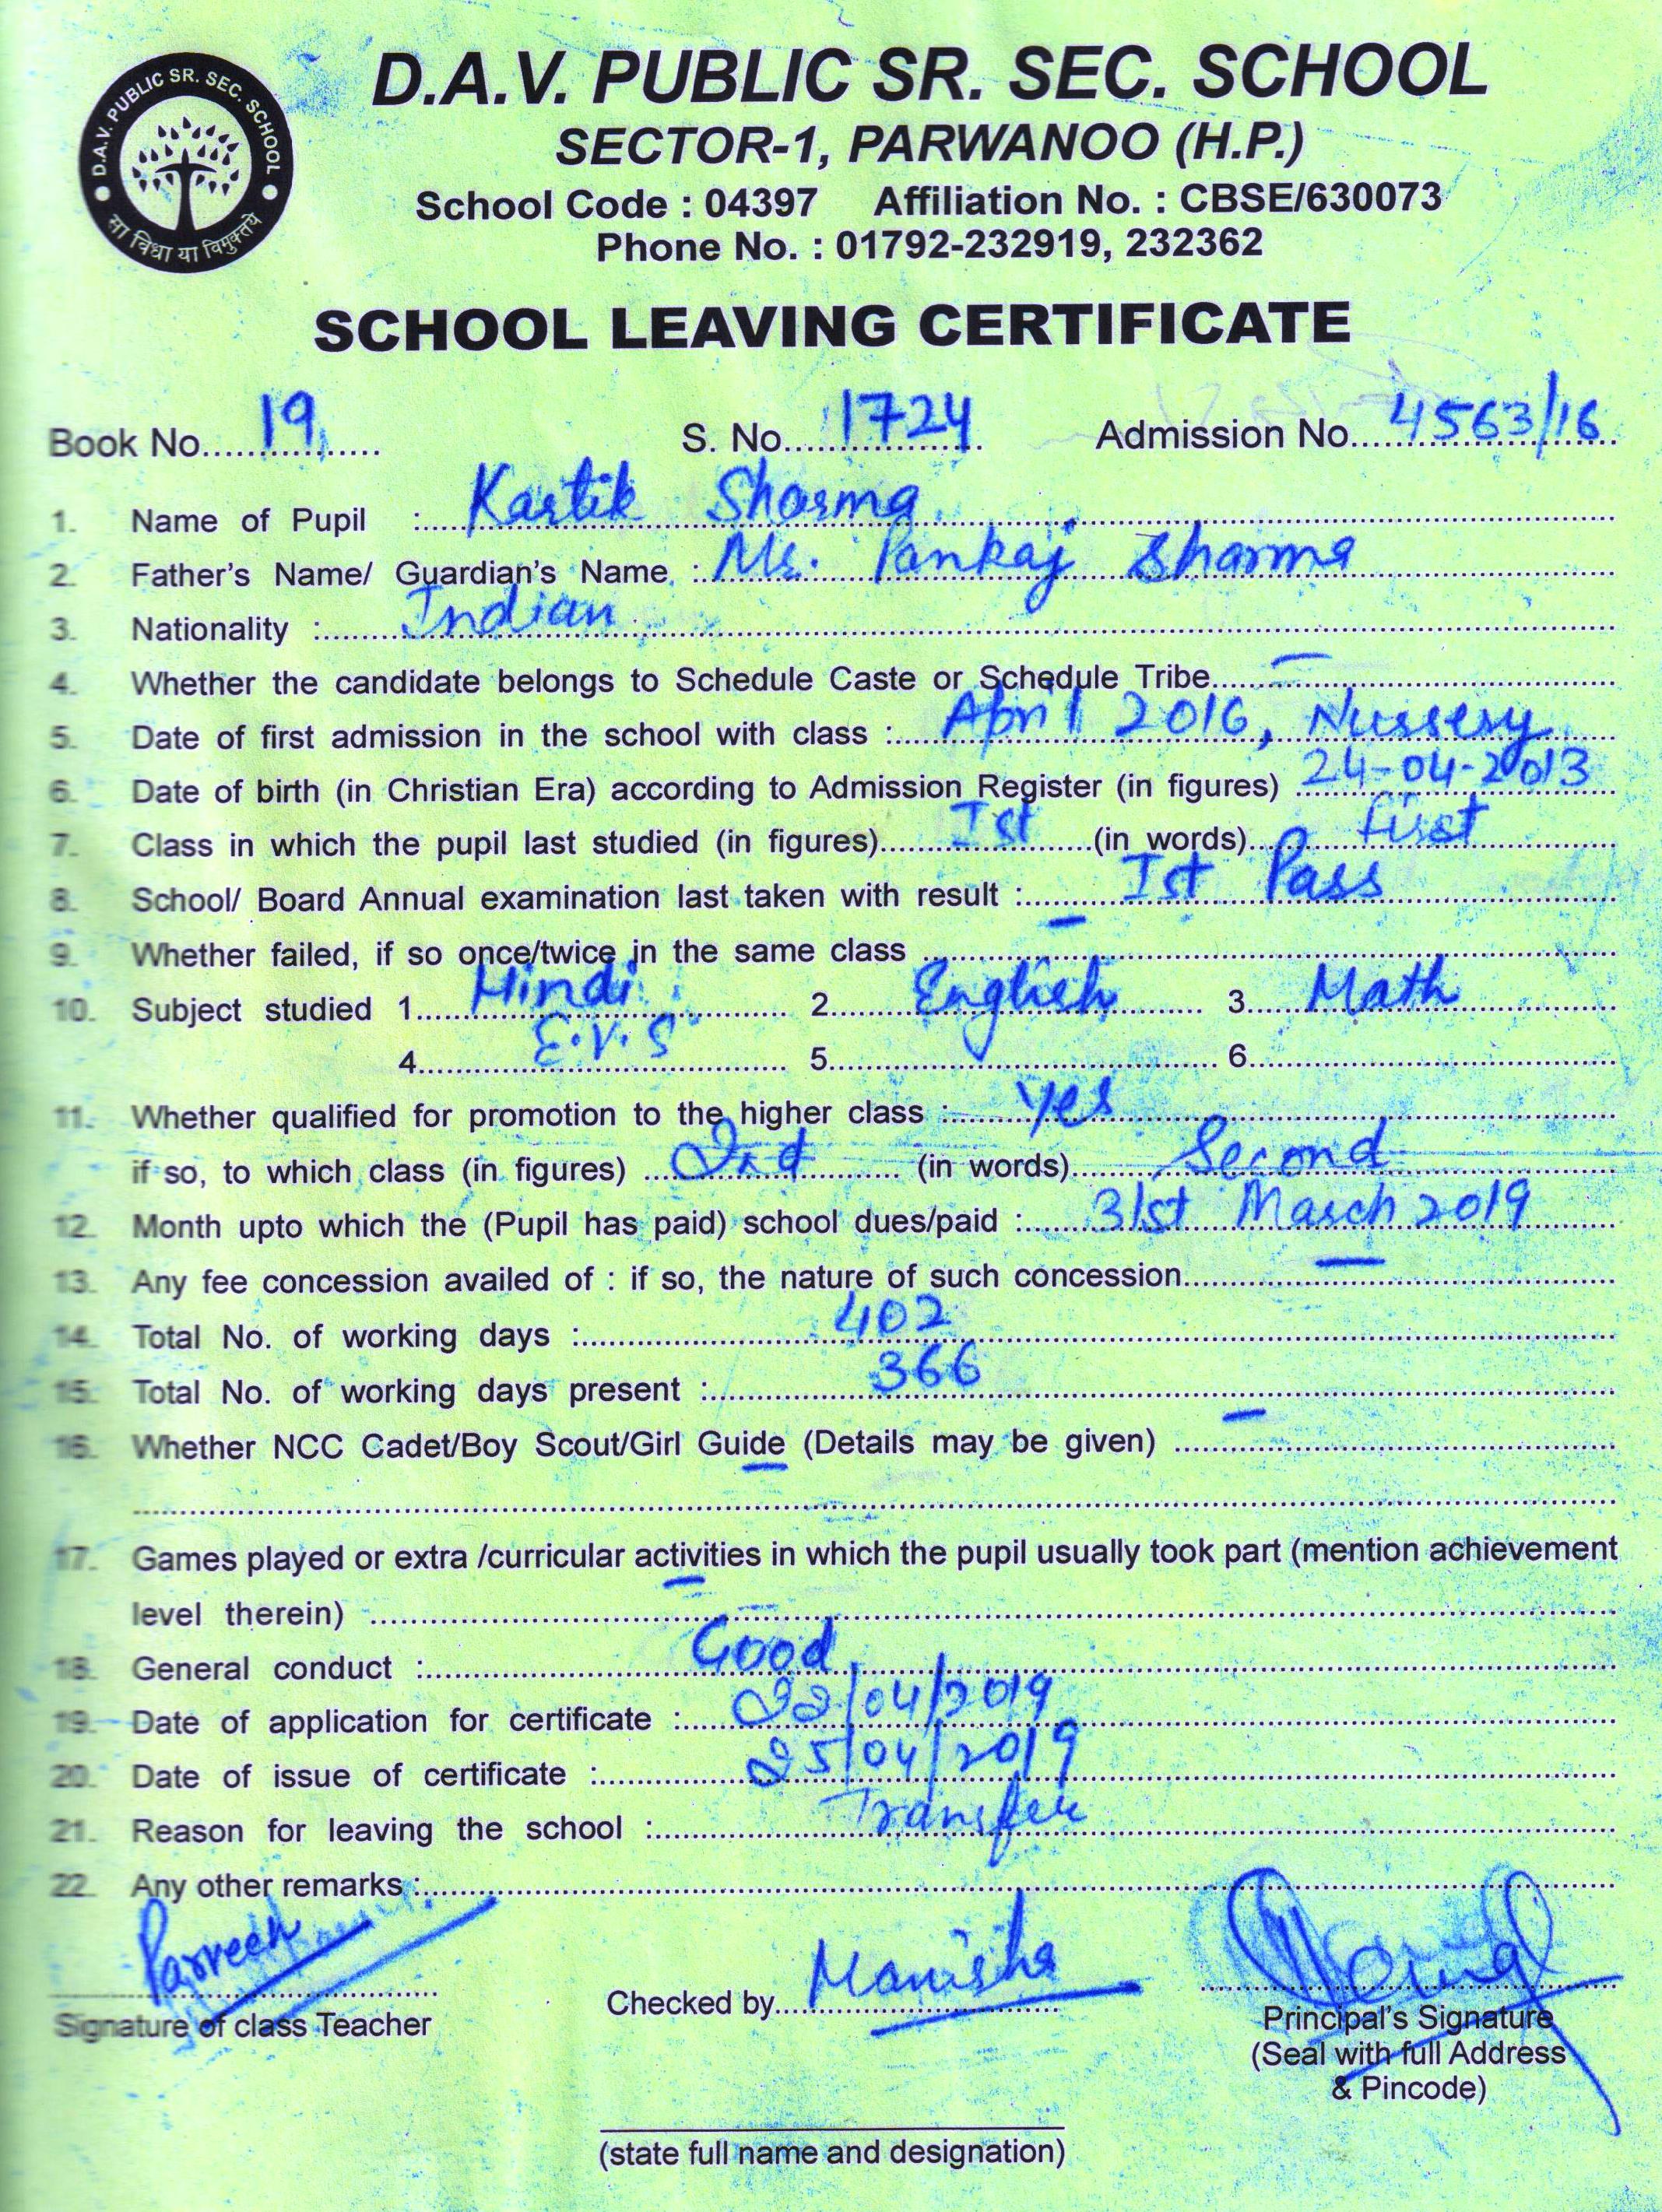 D.A.V. PUBLIC SR. SEC. SCHOOL
D.A.V. PUBLIC SR. SEC. SCHOOL
सा विद्या या विमुक्तये
SECTOR-1, PARWANOO (H.P.)
School Code : 04397 Affiliation No. : CBSE/630073
Phone No. : 01792-232919, 232362
SCHOOL LEAVING CERTIFICATE
Book No. 19 S. No. 1724 Admission No. 4563/16
1. Name of Pupil : Kartik Sharma
2. Father's Name/ Guardian's Name : Mr. Pankaj Sharma
3. Nationality : Indian
4. Whether the candidate belongs to Schedule Caste or Schedule Tribe. —
5. Date of first admission in the school with class : April 2016, Nursery
6. Date of birth (in Christian Era) according to Admission Register (in figures) 24-04-2013
7. Class in which the pupil last studied (in figures) Ist (in words) first
8. School/ Board Annual examination last taken with result : Ist Pass
9. Whether failed, if so once/twice in the same class —
10. Subject studied 1. Hindi 2. English 3. Math
4. E.V.S 5. 6.
11. Whether qualified for promotion to the higher class : Yes
if so, to which class (in figures) 2nd (in words) Second
12. Month upto which the (Pupil has paid) school dues/paid : 31st March 2019
13. Any fee concession availed of : if so, the nature of such concession. —
14. Total No. of working days : 402
15. Total No. of working days present : 366
16. Whether NCC Cadet/Boy Scout/Girl Guide (Details may be given) —
—
17. Games played or extra /curricular activities in which the pupil usually took part (mention achievement
level therein) —
18. General conduct : Good
19. Date of application for certificate : 22/04/2019
20. Date of issue of certificate : 25/04/2019
21. Reason for leaving the school : Transfer
22. Any other remarks :
Parveen Manisha
Signature of class Teacher Checked by Principal's Signature
(Seal with full Address
& Pincode)
(state full name and designation)